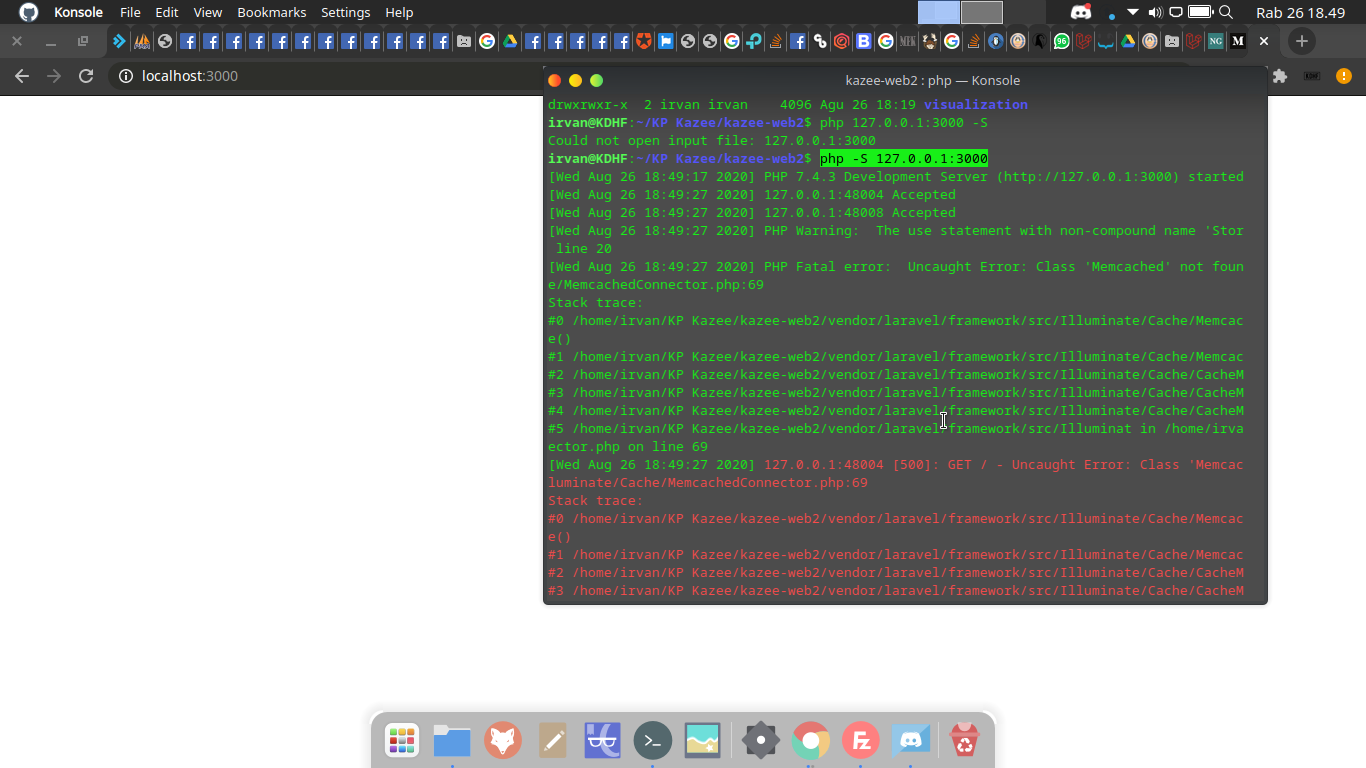 Konsole File Edit View Bookmarks Settings Help
Rab 26 18.49
localhost:3000
kazee-web2 : php — Konsole
drwxrwxr-x  2 irvan irvan    4096 Agu 26 18:19 visualization
irvan@KDHF:~/KP Kazee/kazee-web2$ php 127.0.0.1:3000 -S
Could not open input file: 127.0.0.1:3000
irvan@KDHF:~/KP Kazee/kazee-web2$ php -S 127.0.0.1:3000
[Wed Aug 26 18:49:17 2020] PHP 7.4.3 Development Server (http://127.0.0.1:3000) started
[Wed Aug 26 18:49:27 2020] 127.0.0.1:48004 Accepted
[Wed Aug 26 18:49:27 2020] 127.0.0.1:48008 Accepted
[Wed Aug 26 18:49:27 2020] PHP Warning:  The use statement with non-compound name 'Stor
 line 20
[Wed Aug 26 18:49:27 2020] PHP Fatal error:  Uncaught Error: Class 'Memcached' not foun
e/MemcachedConnector.php:69
Stack trace:
#0 /home/irvan/KP Kazee/kazee-web2/vendor/laravel/framework/src/Illuminate/Cache/Memcac
e()
#1 /home/irvan/KP Kazee/kazee-web2/vendor/laravel/framework/src/Illuminate/Cache/Memcac
#2 /home/irvan/KP Kazee/kazee-web2/vendor/laravel/framework/src/Illuminate/Cache/CacheM
#3 /home/irvan/KP Kazee/kazee-web2/vendor/laravel/framework/src/Illuminate/Cache/CacheM
#4 /home/irvan/KP Kazee/kazee-web2/vendor/laravel/framework/src/Illuminate/Cache/CacheM
#5 /home/irvan/KP Kazee/kazee-web2/vendor/laravel/framework/src/Illuminat in /home/irva
ector.php on line 69
[Wed Aug 26 18:49:27 2020] 127.0.0.1:48004 [500]: GET / - Uncaught Error: Class 'Memcac
luminate/Cache/MemcachedConnector.php:69
Stack trace:
#0 /home/irvan/KP Kazee/kazee-web2/vendor/laravel/framework/src/Illuminate/Cache/Memcac
e()
#1 /home/irvan/KP Kazee/kazee-web2/vendor/laravel/framework/src/Illuminate/Cache/Memcac
#2 /home/irvan/KP Kazee/kazee-web2/vendor/laravel/framework/src/Illuminate/Cache/CacheM
#3 /home/irvan/KP Kazee/kazee-web2/vendor/laravel/framework/src/Illuminate/Cache/CacheM